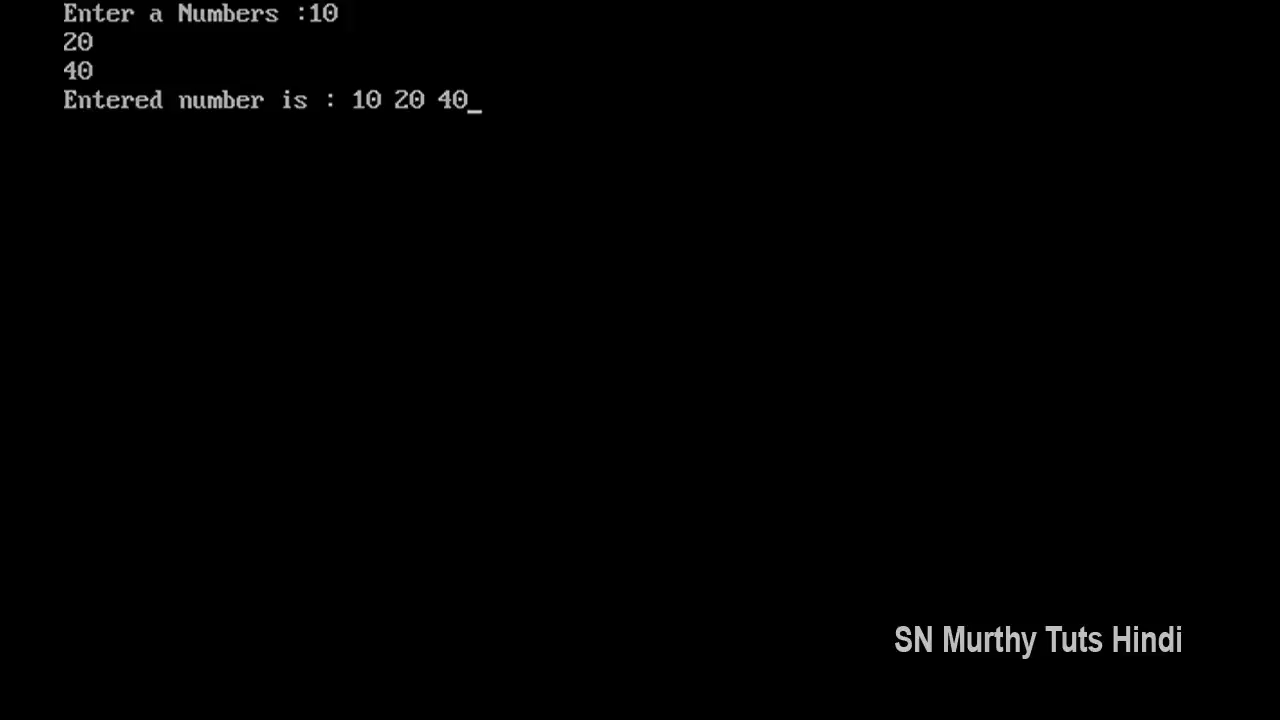 Enter a Numbers :10
20
40
Entered number is : 10 20 40_
SN Murthy Tuts Hindi